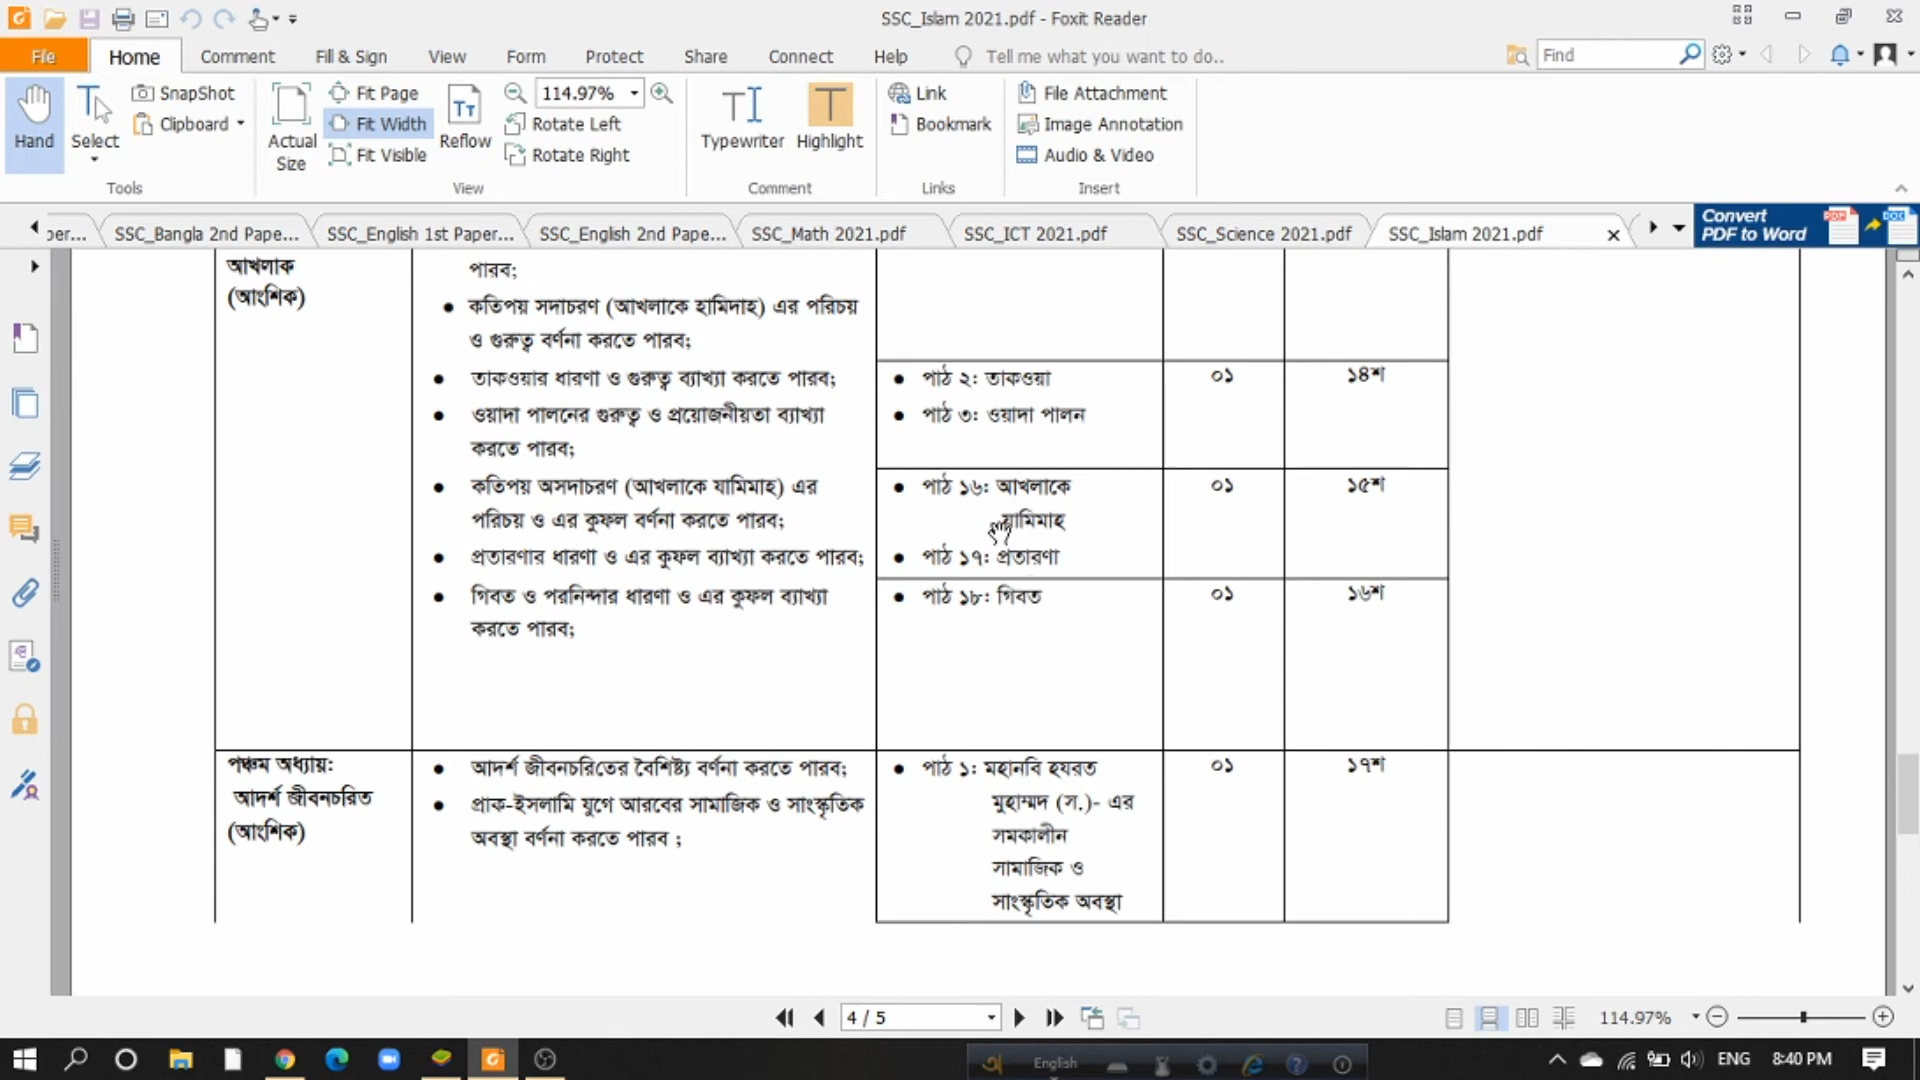 SSC_Islam 2021.pdf - Foxit Reader
File Home Comment Fill & Sign View Form Protect Share Connect Help Tell me what you want to do.. Find
Hand Select SnapShot Clipboard Actual Size Fit Page Fit Width Fit Visible Reflow 114.97% Rotate Left Rotate Right Typewriter Highlight Link Bookmark File Attachment Image Annotation Audio & Video
Tools View Comment Links Insert
per... SSC_Bangla 2nd Pape... SSC_English 1st Paper... SSC_English 2nd Pape... SSC_Math 2021.pdf SSC_ICT 2021.pdf SSC_Science 2021.pdf SSC_Islam 2021.pdf
Convert
PDF to Word
আখলাক
(আংশিক)
পারব;
কতিপয় সদাচরণ (আখলাকে হামিদাহ) এর পরিচয়
ও গুরুত্ব বর্ণনা করতে পারব;
তাকওয়ার ধারণা ও গুরুত্ব ব্যাখ্যা করতে পারব;
ওয়াদা পালনের গুরুত্ব ও প্রয়োজনীয়তা ব্যাখ্যা
করতে পারব;
কতিপয় অসদাচরণ (আখলাকে যামিমাহ) এর
পরিচয় ও এর কুফল বর্ণনা করতে পারব;
প্রতারণার ধারণা ও এর কুফল ব্যাখ্যা করতে পারব;
গিবত ও পরনিন্দার ধারণা ও এর কুফল ব্যাখ্যা
করতে পারব;
পাঠ ২: তাকওয়া ০১ ১৪শ
পাঠ ৩: ওয়াদা পালন
পাঠ ১৬: আখলাকে ০১ ১৫শ
যামিমাহ
পাঠ ১৭: প্রতারণা
পাঠ ১৮: গিবত ০১ ১৬শ
পঞ্চম অধ্যায়:
আদর্শ জীবনচরিত
(আংশিক)
আদর্শ জীবনচরিতের বৈশিষ্ট্য বর্ণনা করতে পারব;
প্রাক-ইসলামি যুগে আরবের সামাজিক ও সাংস্কৃতিক
অবস্থা বর্ণনা করতে পারব ;
পাঠ ১: মহানবি হযরত ০১ ১৭শ
মুহাম্মদ (স.)- এর
সমকালীন
সামাজিক ও
সাংস্কৃতিক অবস্থা
4 / 5 114.97%
English ENG 8:40 PM